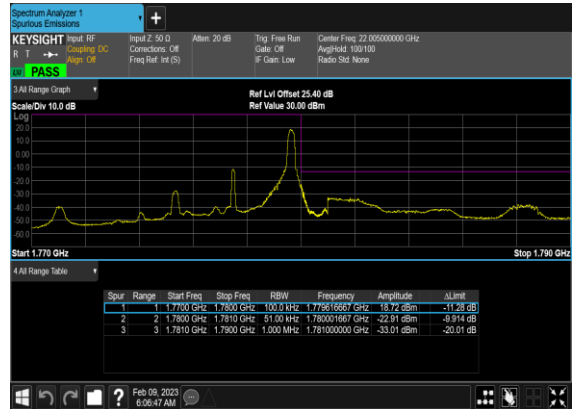 Spectrum Analyzer 1
Spurious Emissions
KEYSIGHT Input: RF Input Z: 50 Ω Atten: 20 dB Trig: Free Run Center Freq: 22.005000000 GHz
R T Coupling: DC Corrections: Off Gate: Off Avg|Hold: 100/100
Align: Off Freq Ref: Int (S) IF Gain: Low Radio Std: None
PASS
3 All Range Graph
Ref Lvl Offset 25.40 dB
Scale/Div 10.0 dB Ref Value 30.00 dBm
Log
20.0
10.0
0.00
-10.0
-20.0
-30.0
-40.0
-50.0
-60.0
Start 1.770 GHz Stop 1.790 GHz
4 All Range Table
Spur Range Start Freq Stop Freq RBW Frequency Amplitude ΔLimit
1 1 1.7700 GHz 1.7800 GHz 100.0 kHz 1.779616667 GHz 18.72 dBm -11.28 dB
2 2 1.7800 GHz 1.7810 GHz 51.00 kHz 1.780001667 GHz -22.91 dBm -9.914 dB
3 3 1.7810 GHz 1.7900 GHz 1.000 MHz 1.781000000 GHz -33.01 dBm -20.01 dB
? Feb 09, 2023
6:06:47 AM